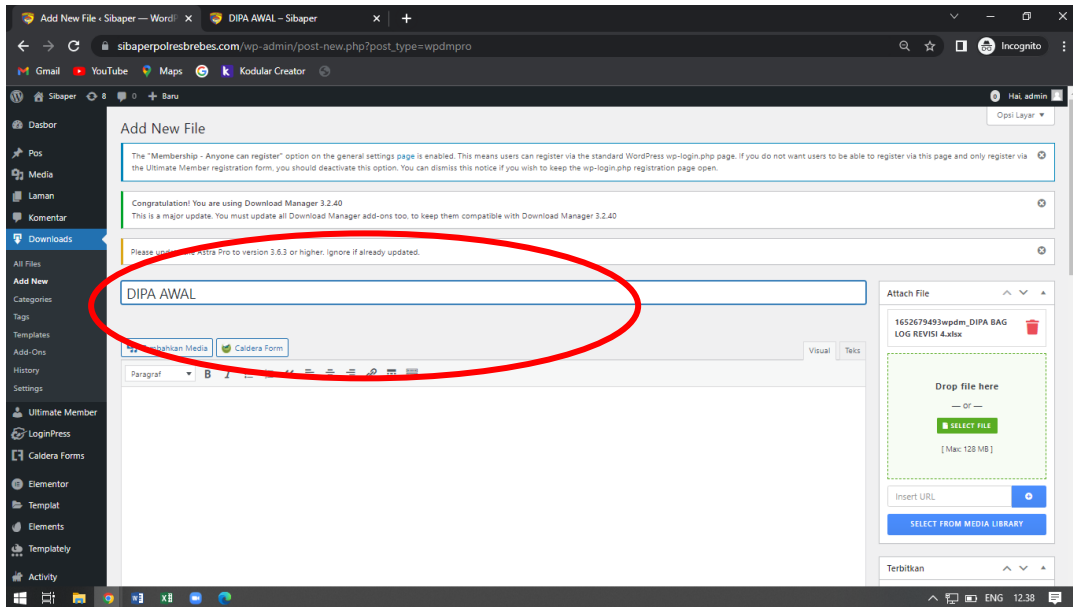 Add New File ‹ Sibaper — WordP
DIPA AWAL – Sibaper
sibaperpolresbrebes.com/wp-admin/post-new.php?post_type=wpdmpro
Incognito
Gmail
YouTube
Maps
Kodular Creator
Sibaper
8
0
Baru
0
Hai, admin
Opsi Layar
Dasbor
Pos
Media
Laman
Komentar
Downloads
All Files
Add New
Categories
Tags
Templates
Add-Ons
History
Settings
Ultimate Member
LoginPress
Caldera Forms
Elementor
Templat
Elements
Templately
Activity
Add New File
The "Membership - Anyone can register" option on the general settings page is enabled. This means users can register via the standard WordPress wp-login.php page. If you do not want users to be able to register via this page and only register via
the Ultimate Member registration form, you should deactivate this option. You can dismiss this notice if you wish to keep the wp-login.php registration page open.
Congratulation! You are using Download Manager 3.2.40
This is a major update. You must update all Download Manager add-ons too, to keep them compatible with Download Manager 3.2.40
Please Astra Pro to version 3.6.3 or higher, ignore if already updated.
DIPA AWAL
Media
Caldera Form
Visual
Teks
Paragraf
B
Attach File
1652679493wpdm_DIPA BAG
LOG REVISI 4.xlsx
Drop file here
— or —
SELECT FILE
[ Max: 128 MB ]
Insert URL
SELECT FROM MEDIA LIBRARY
Terbitkan
ENG
12.38